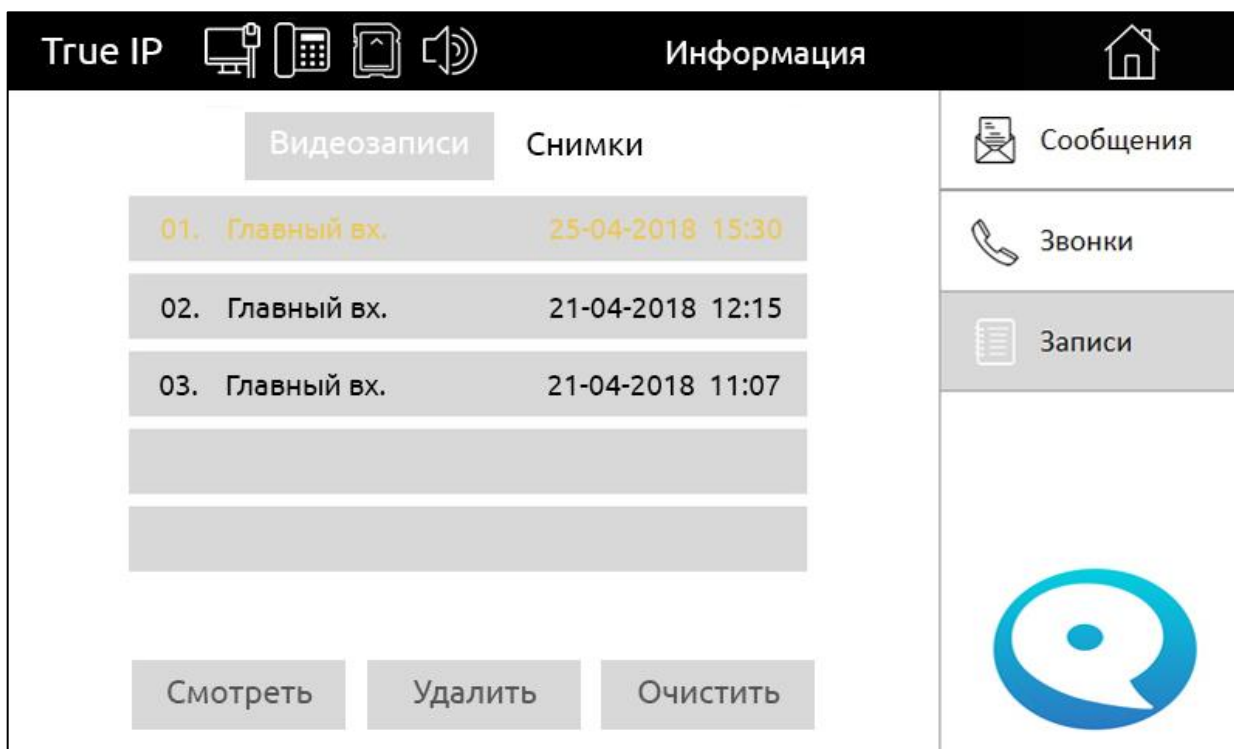 True IP Информация
Видеозаписи Снимки
01. Главный вх. 25-04-2018 15:30
02. Главный вх. 21-04-2018 12:15
03. Главный вх. 21-04-2018 11:07
Смотреть Удалить Очистить
Сообщения
Звонки
Записи